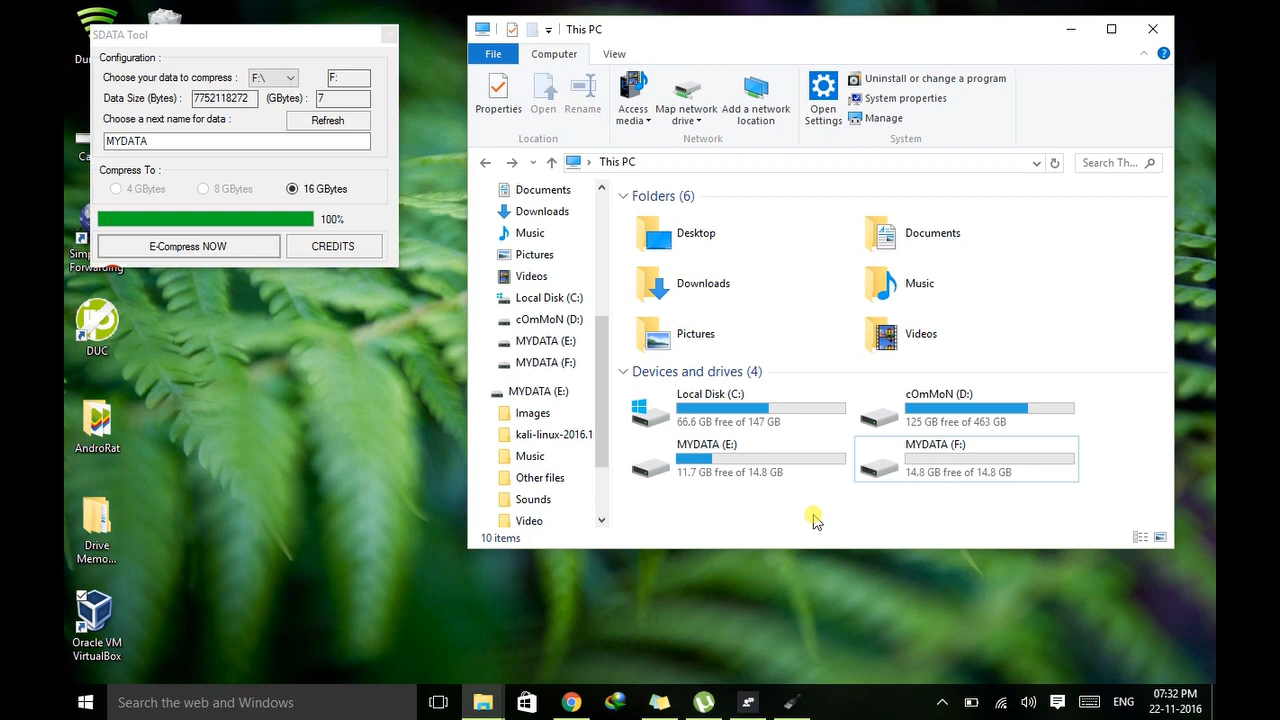 SDATA Tool
Configuration:
Choose your data to compress :
F:\
F:
Data Size (Bytes) :
7752118272
(GBytes) :
7
Choose a next name for data :
Refresh
MYDATA
Compress To :
4 GBytes
8 GBytes
16 GBytes
100%
E-Compress NOW
CREDITS
Forwarding
DUC
AndroRat
Drive
Memo...
Oracle VM
VirtualBox
This PC
File
Computer
View
Properties
Open
Rename
Access
media
Map network
drive
Add a network
location
Open
Settings
Uninstall or change a program
System properties
Manage
Location
Network
System
This PC
Search Th...
Documents
Downloads
Music
Pictures
Videos
Local Disk (C:)
cOmMoN (D:)
MYDATA (E:)
MYDATA (F:)
MYDATA (E:)
Images
kali-linux-2016.1
Music
Other files
Sounds
Video
Folders (6)
Desktop
Documents
Downloads
Music
Pictures
Videos
Devices and drives (4)
Local Disk (C:)
66.6 GB free of 147 GB
cOmMoN (D:)
125 GB free of 463 GB
MYDATA (E:)
11.7 GB free of 14.8 GB
MYDATA (F:)
14.8 GB free of 14.8 GB
10 items
Search the web and Windows
ENG
07:32 PM
22-11-2016